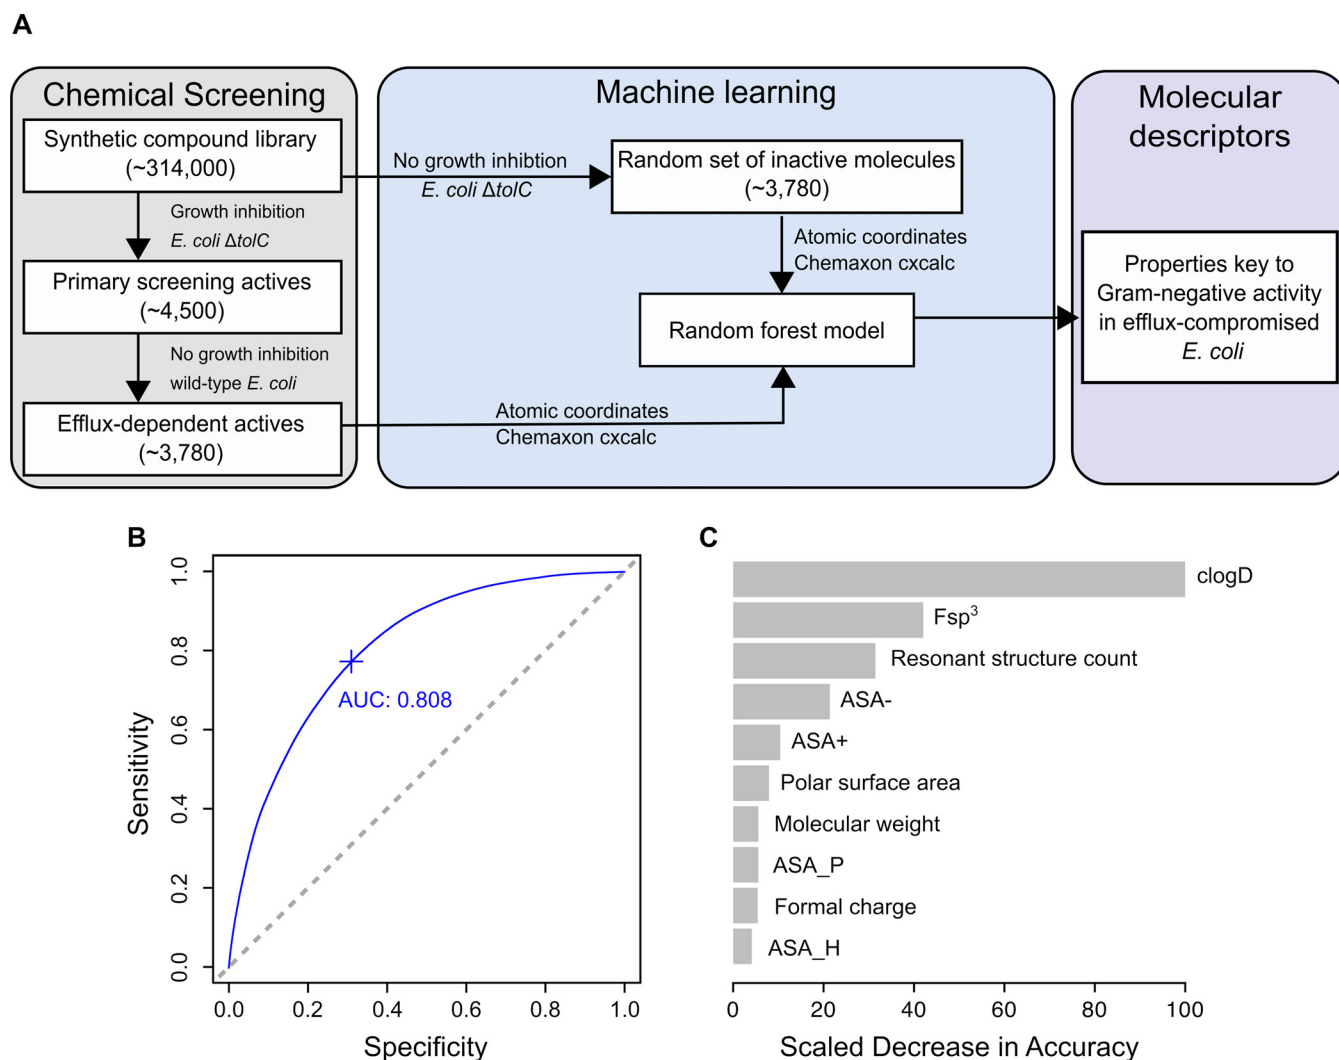 A
Chemical Screening
Synthetic compound library
(~314,000)
Growth inhibition
E. coli ΔtolC
Primary screening actives
(~4,500)
No growth inhibition
wild-type E. coli
Efflux-dependent actives
(~3,780)
Machine learning
No growth inhibtion
E. coli ΔtolC
Random set of inactive molecules
(~3,780)
Atomic coordinates
Chemaxon cxcalc
Random forest model
Atomic coordinates
Chemaxon cxcalc
Molecular
descriptors
Properties key to
Gram-negative activity
in efflux-compromised
E. coli
B
Sensitivity
1.0
0.8
0.6
0.4
0.2
0.0
AUC: 0.808
0.0 0.2 0.4 0.6 0.8 1.0
Specificity
C
clogD
Fsp³
Resonant structure count
ASA-
ASA+
Polar surface area
Molecular weight
ASA_P
Formal charge
ASA_H
0 20 40 60 80 100
Scaled Decrease in Accuracy